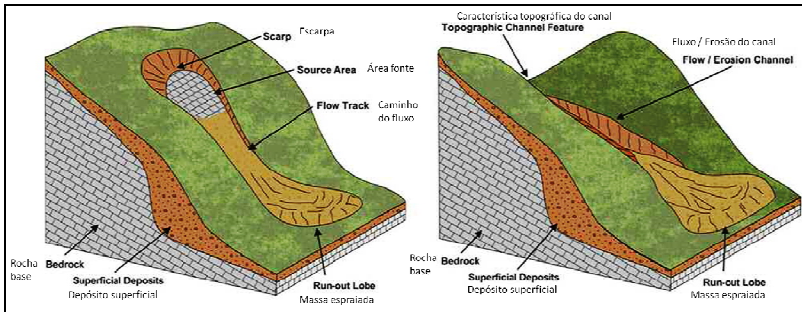 Escarpa
Scarp
Source Area Área fonte
Flow Track Caminho
do fluxo
Rocha
base
Bedrock
Superficial Deposits
Depósito superficial
Run-out Lobe
Massa espraiada
Característica topográfica do canal
Topographic Channel Feature
Fluxo / Erosão do canal
Flew / Erosion Channel
Rocha
base
Bedrock
Superficial Deposits
Depósito superficial
Run-out Lobe
Massa espraiada